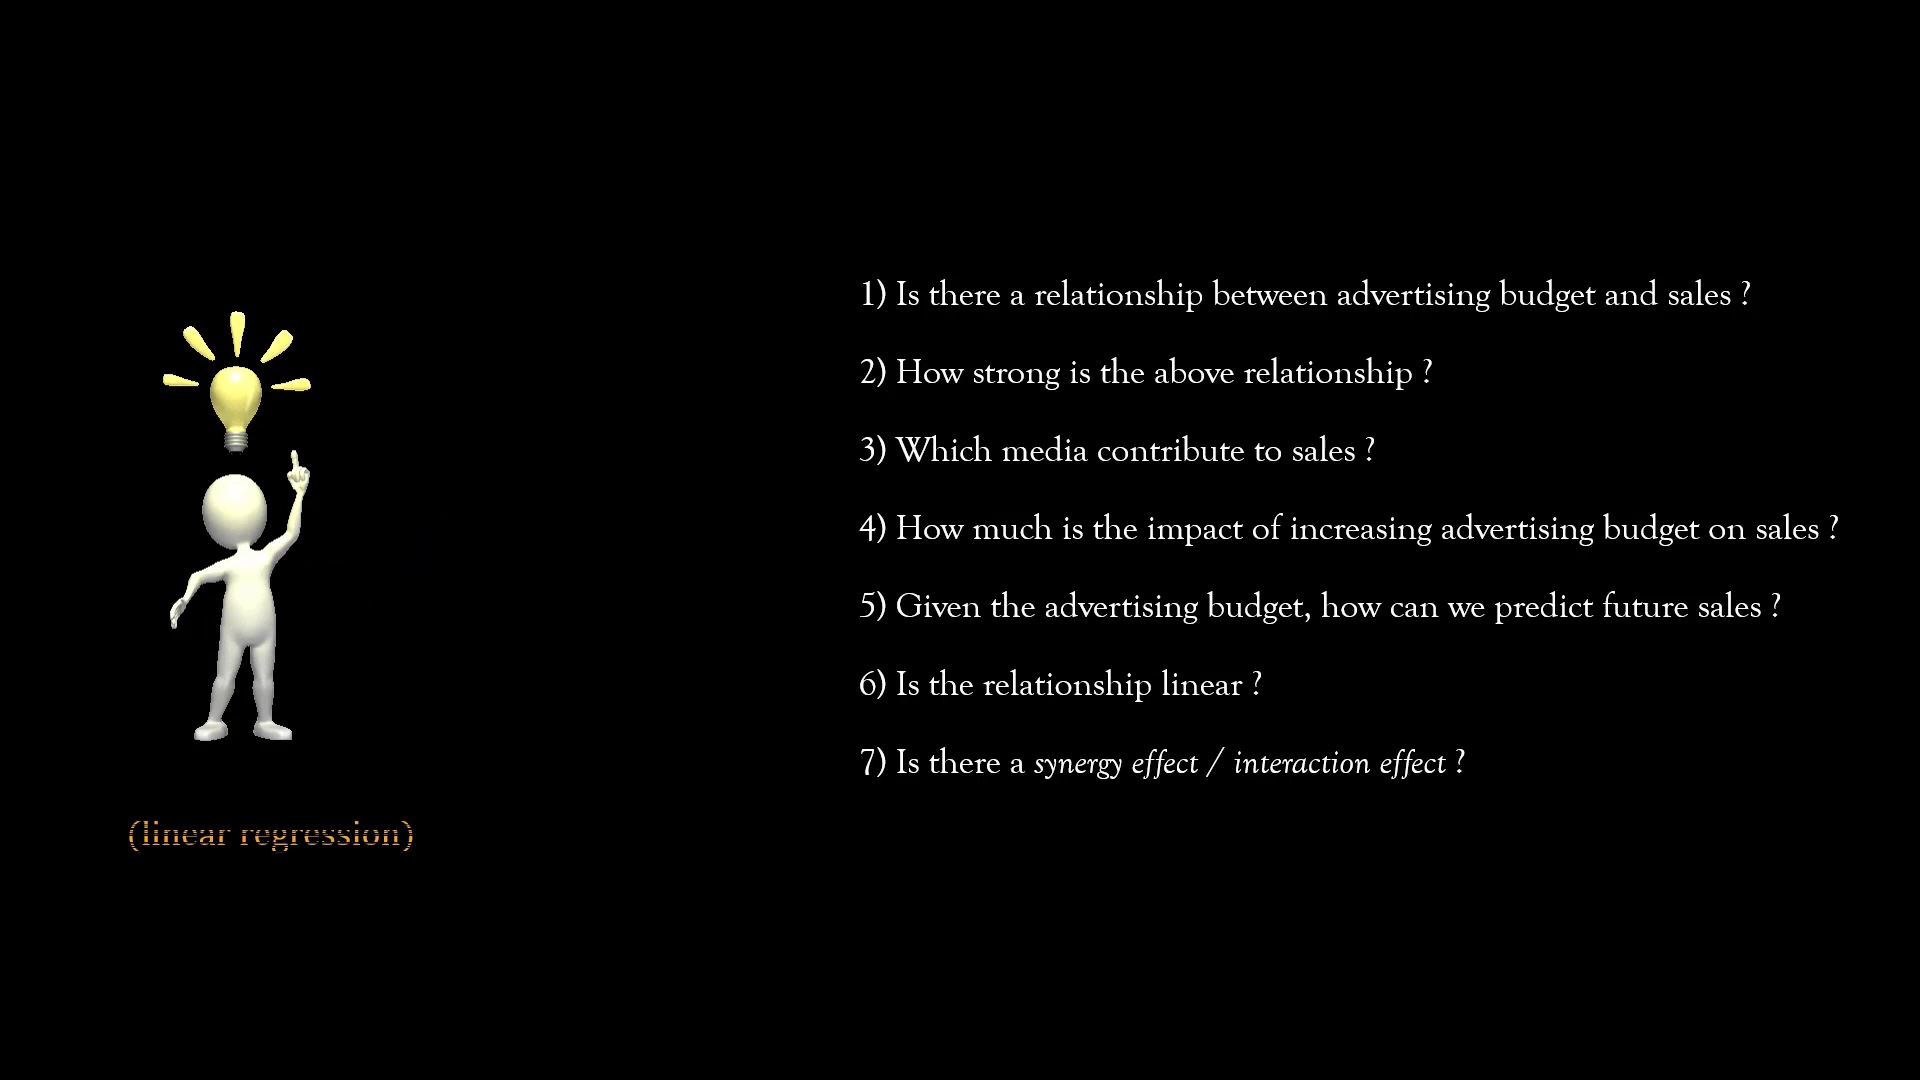 1) Is there a relationship between advertising budget and sales ?
2) How strong is the above relationship ?
3) Which media contribute to sales ?
4) How much is the impact of increasing advertising budget on sales ?
5) Given the advertising budget, how can we predict future sales ?
6) Is the relationship linear ?
7) Is there a synergy effect / interaction effect ?
(linear regression)